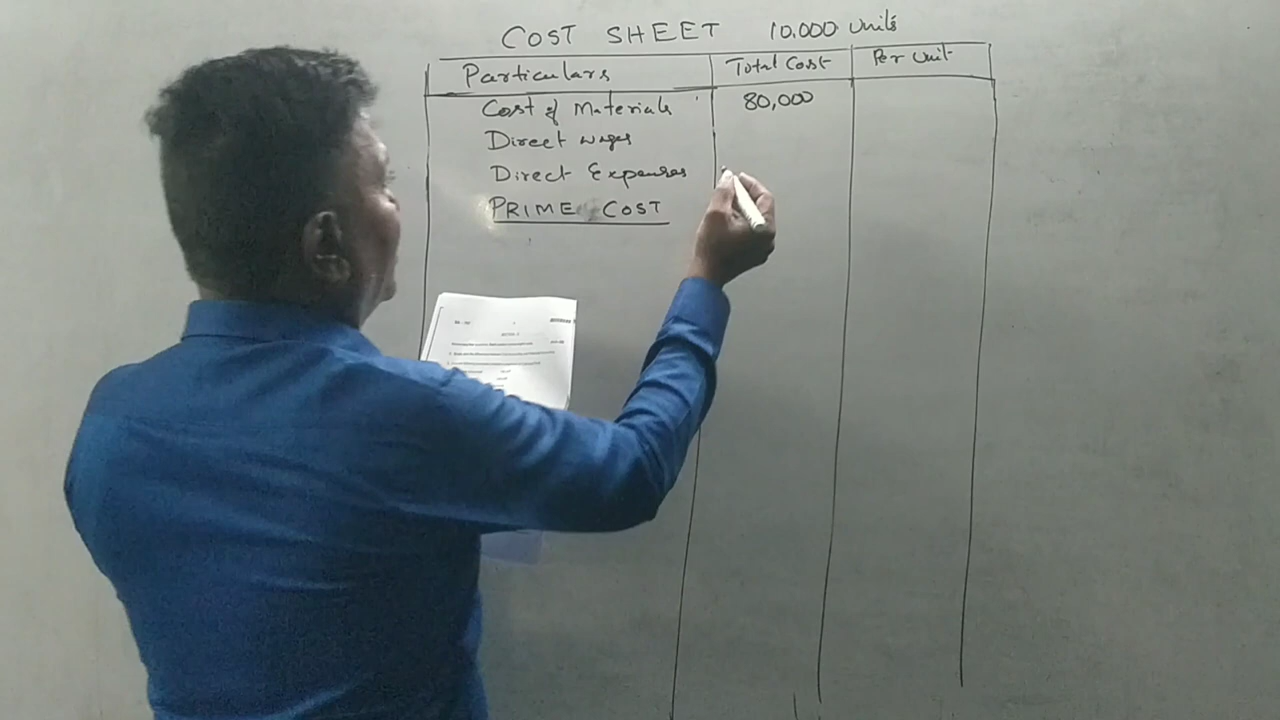 COST SHEET 10,000 Units
Particulars Total Cost Per Unit
Cost of Materials 80,000
Direct wages
Direct Expenses
PRIME COST